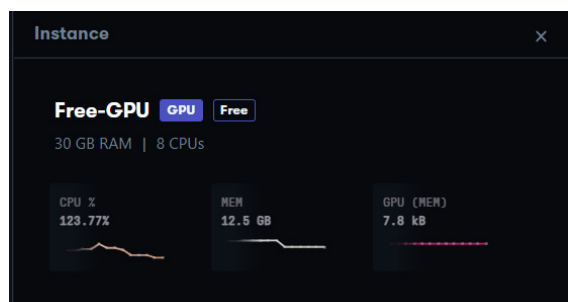 Instance
Free-GPU GPU Free
30 GB RAM | 8 CPUs
CPU %
123.77%
MEM
12.5 GB
GPU (MEM)
7.8 kB